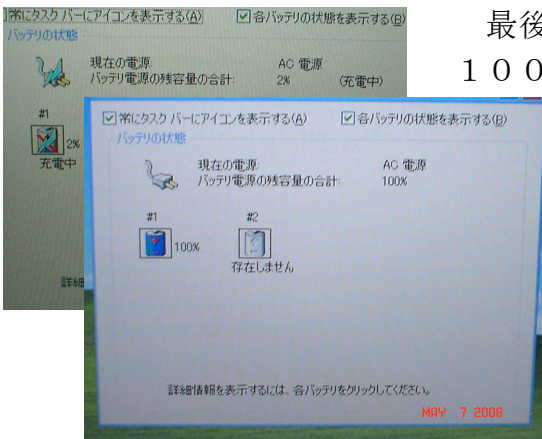 常にタスク バーにアイコンを表示する(A)
各バッテリの状態を表示する(B)
バッテリの状態
現在の電源:
AC 電源
バッテリ電源の残容量の合計:
2%
(充電中)
#1
2%
充電中
詳細
最後
100
常にタスク バーにアイコンを表示する(A)
各バッテリの状態を表示する(B)
バッテリの状態
現在の電源:
AC 電源
バッテリ電源の残容量の合計:
100%
#1
#2
100%
存在しません
詳細情報を表示するには、各バッテリをクリックしてください。
MAY 7 2008